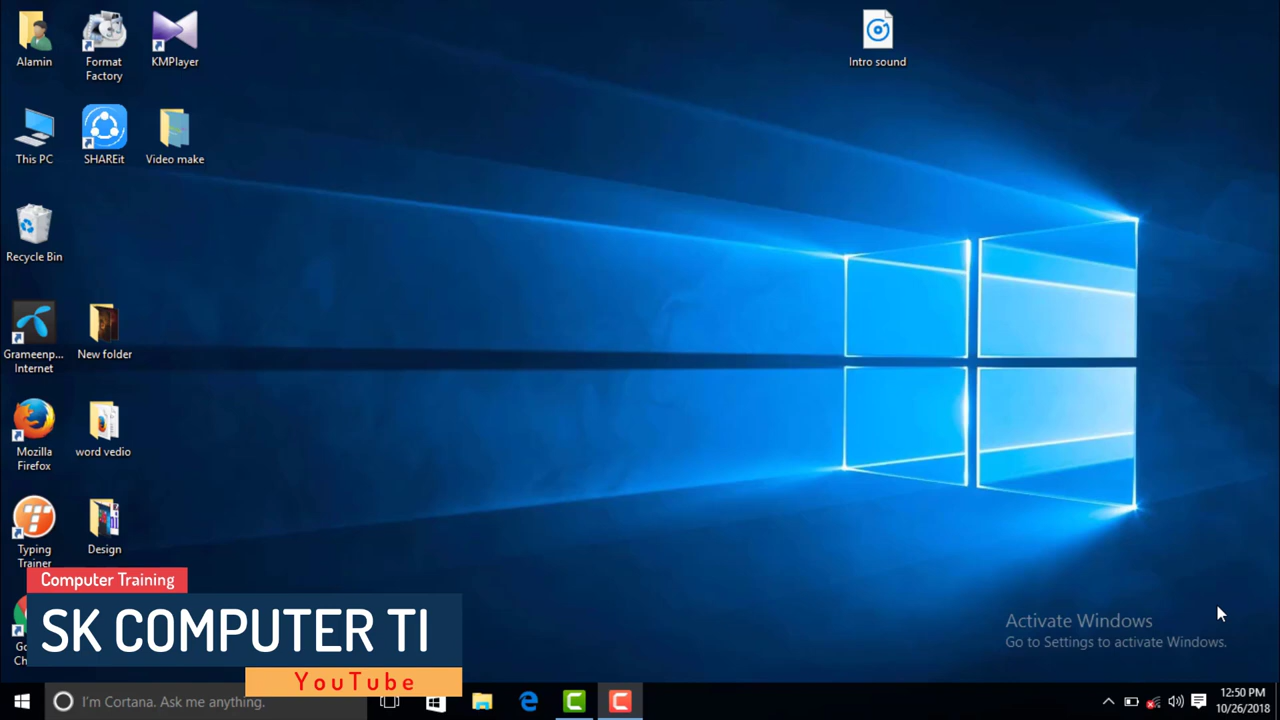 Alamin
Format
Factory
KMPlayer
Intro sound
This PC
SHAREit
Video make
Recycle Bin
Grameenp...
Internet
New folder
Mozilla
Firefox
word vedio
Typing
Trainer
Design
Computer Training
SK COMPUTER TI
YouTube
Go
Ch
Activate Windows
Go to Settings to activate Windows.
I'm Cortana. Ask me anything.
12:50 PM
10/26/2018